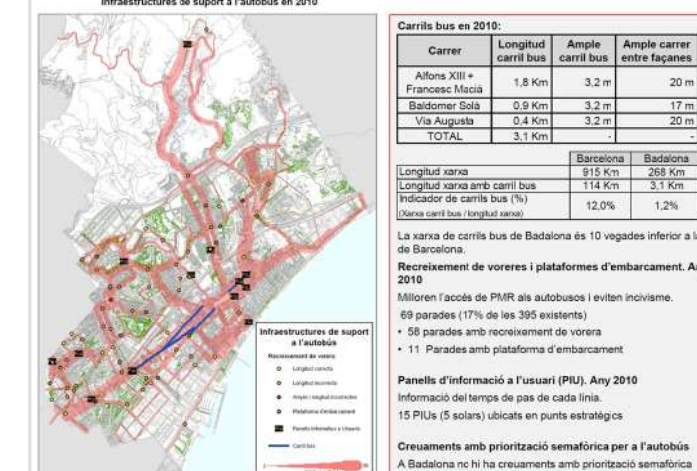 Infraestructures de suport a l'autobús en 2010
Infraestructures de suport
a l'autobús
Recreixement de vorera:
Longitud correcta
Longitud incorrecta
Ample i longitud incorrectes
Plataforma d'embarcament
Panells Informatius a Usuaris
Carril bus
Carrils bus en 2010:
Carrer Longitud carril bus Ample carril bus Ample carrer entre façanes
Alfons XIII + Francesc Macià 1,8 Km 3,2 m 20 m
Baldomer Solà 0,9 Km 3,2 m 17 m
Via Augusta 0,4 Km 3,2 m 20 m
TOTAL 3,1 Km - -
Barcelona Badalona
Longitud xarxa 915 Km 268 Km
Longitud xarxa amb carril bus 114 Km 3,1 Km
Indicador de carrils bus (%) 12,0% 1,2%
(Xarxa carril bus / longitud xarxa)
La xarxa de carrils bus de Badalona és 10 vegades inferior a la
de Barcelona.
Recreixement de voreres i plataformes d'embarcament. An
2010
Milloren l'accés de PMR als autobusos i eviten incivisme.
69 parades (17% de les 395 existents)
• 58 parades amb recreixement de vorera
• 11 Parades amb plataforma d'embarcament
Panells d'informació a l'usuari (PIU). Any 2010
Informació del temps de pas de cada línia.
15 PIUs (5 solars) ubicats en punts estratègics
Creuaments amb prioritzaciò semafòrica per a l'autobús
A Badalona no hi ha creuaments amb priorització semafòrica